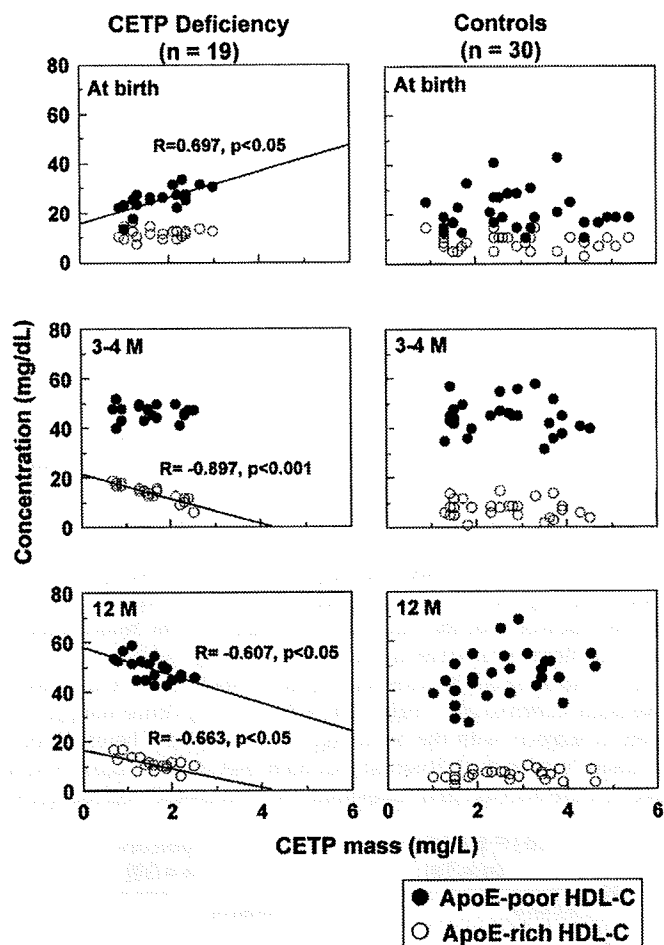 CETP Deficiency
(n = 19)
Controls
(n = 30)
80
60
40
20
0
At birth
R=0.697, p<0.05
At birth
Concentration (mg/dL)
80
60
40
20
0
3-4 M
R= -0.897, p<0.001
3-4 M
80
60
40
20
0
12 M
R= -0.607, p<0.05
R= -0.663, p<0.05
12 M
0 2 4 6
0 2 4 6
CETP mass (mg/L)
ApoE-poor HDL-C
ApoE-rich HDL-C